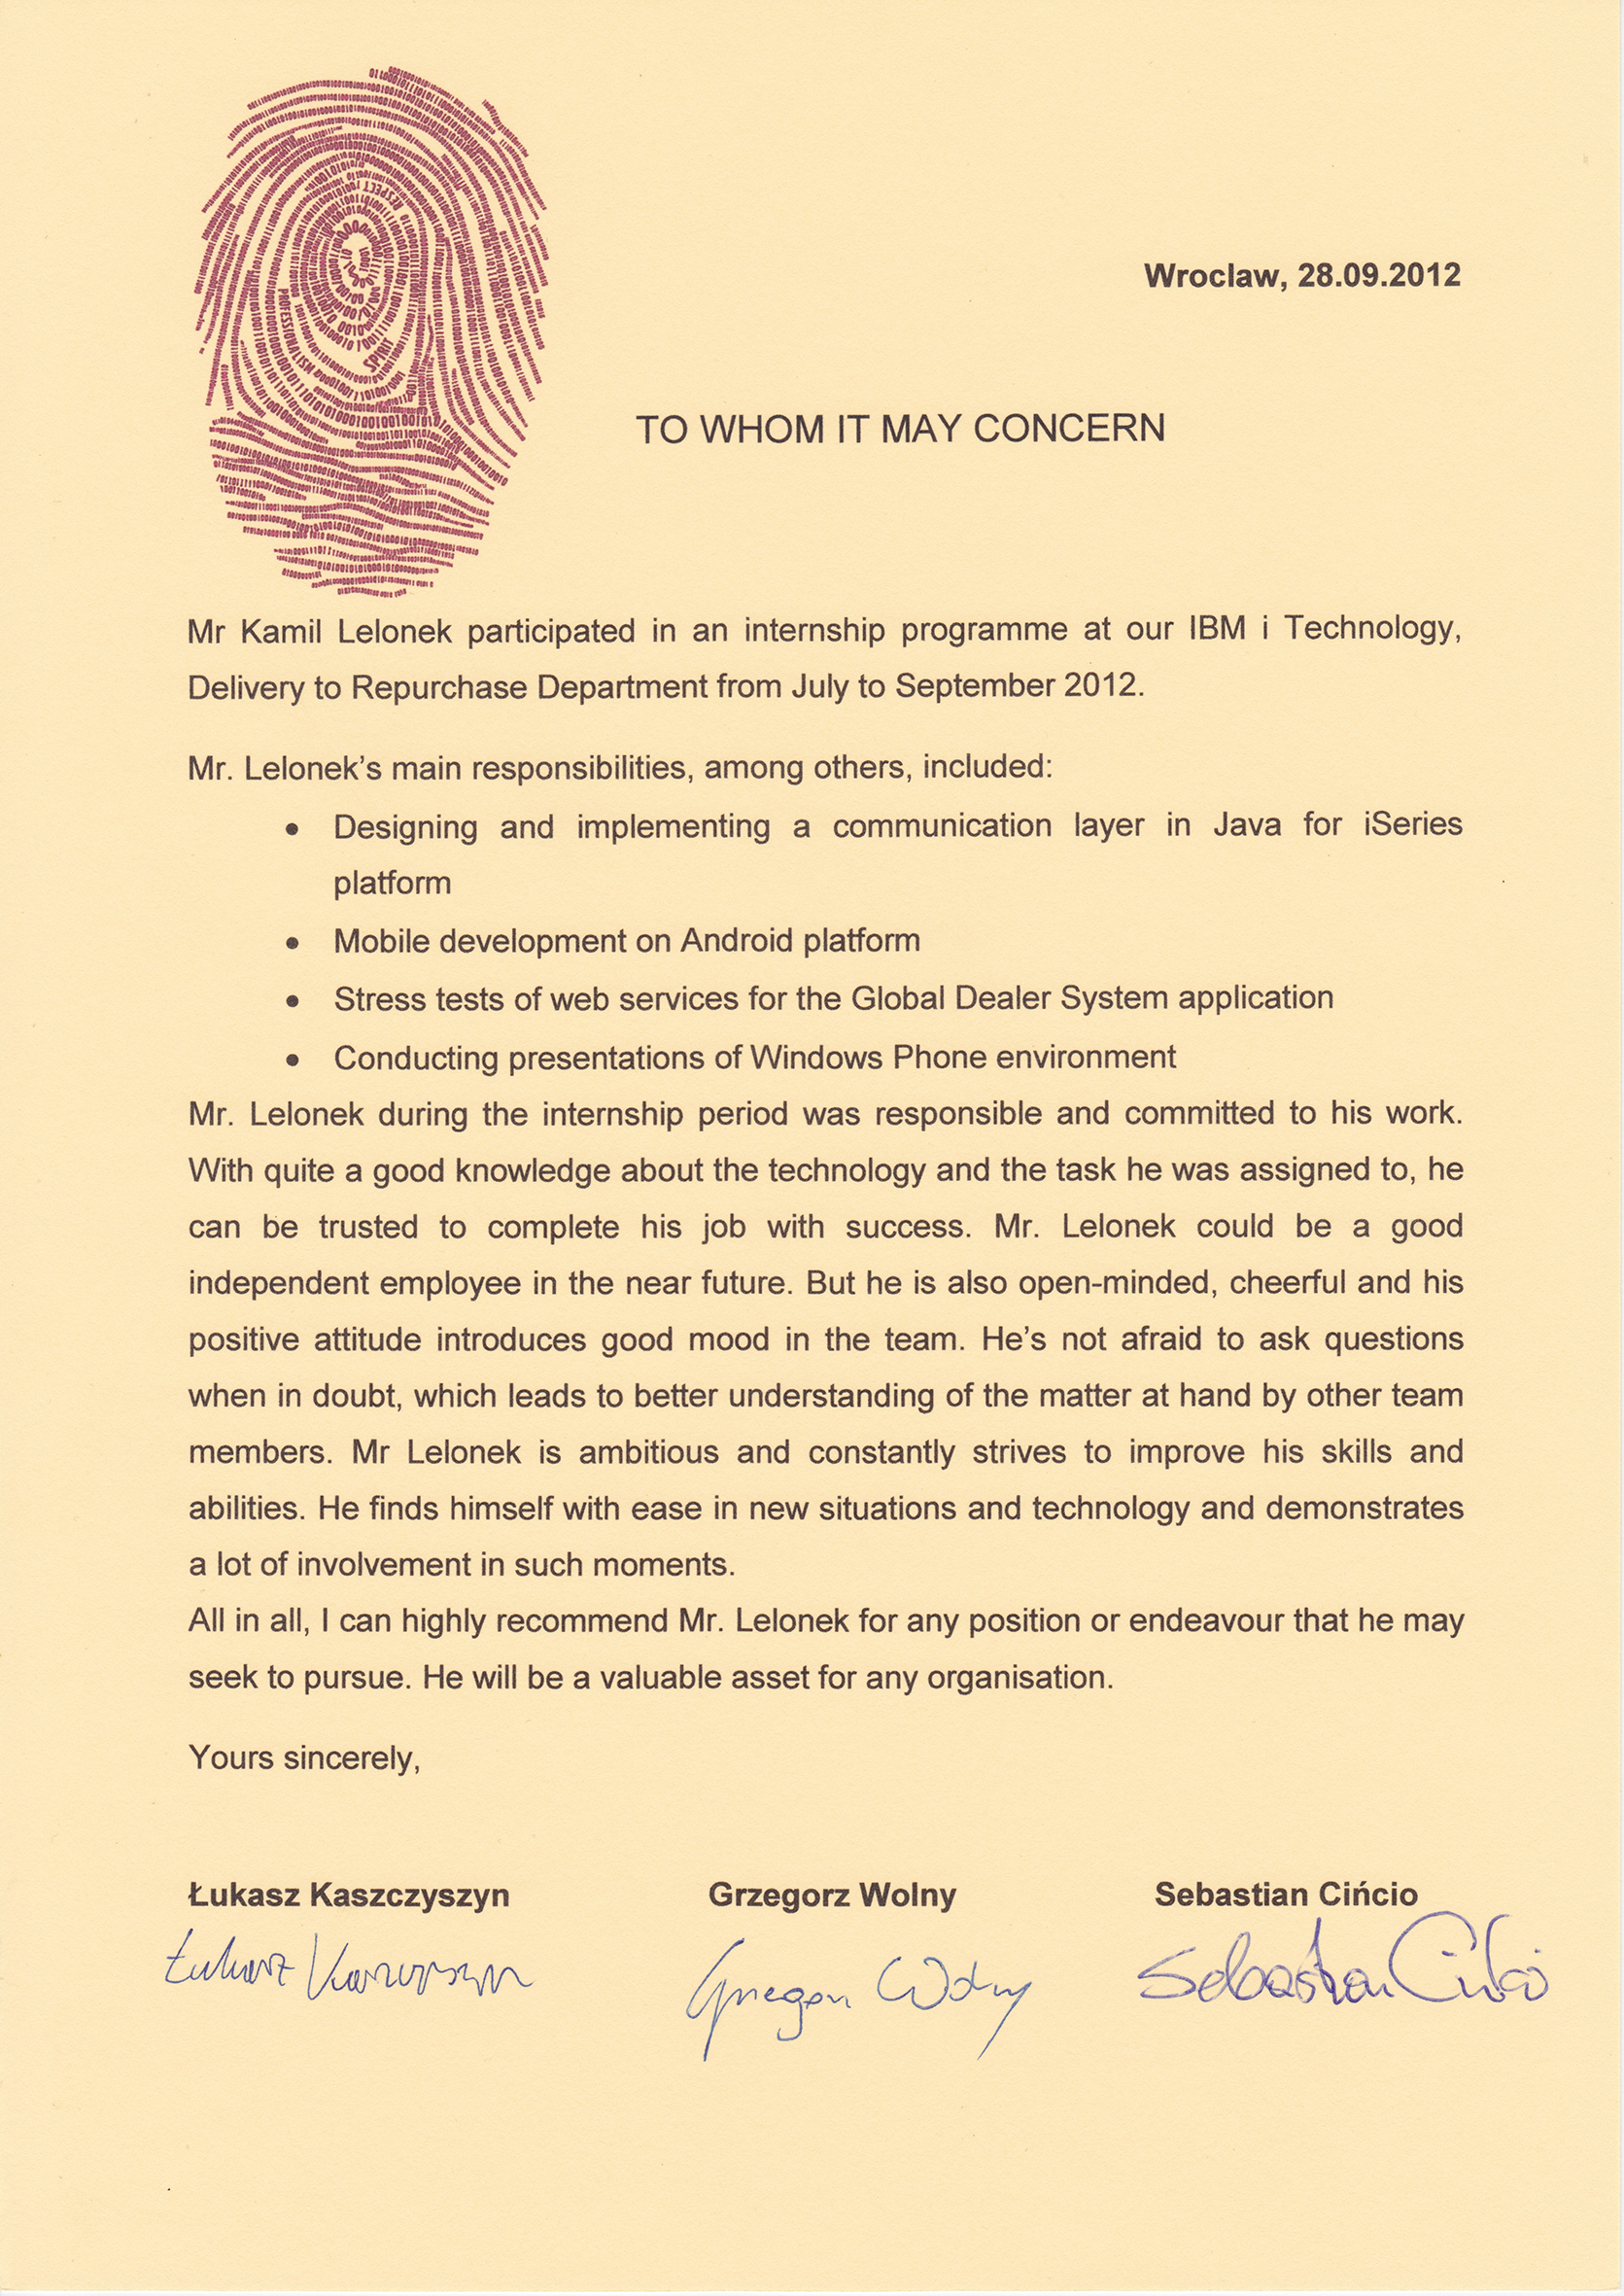 RESPECT
PROFESSIONALISM
SPIRIT
Wroclaw, 28.09.2012
TO WHOM IT MAY CONCERN
Mr Kamil Lelonek participated in an internship programme at our IBM i Technology,
Delivery to Repurchase Department from July to September 2012.
Mr. Lelonek’s main responsibilities, among others, included:
• Designing and implementing a communication layer in Java for iSeries
platform
• Mobile development on Android platform
• Stress tests of web services for the Global Dealer System application
• Conducting presentations of Windows Phone environment
Mr. Lelonek during the internship period was responsible and committed to his work.
With quite a good knowledge about the technology and the task he was assigned to, he
can be trusted to complete his job with success. Mr. Lelonek could be a good
independent employee in the near future. But he is also open-minded, cheerful and his
positive attitude introduces good mood in the team. He’s not afraid to ask questions
when in doubt, which leads to better understanding of the matter at hand by other team
members. Mr Lelonek is ambitious and constantly strives to improve his skills and
abilities. He finds himself with ease in new situations and technology and demonstrates
a lot of involvement in such moments.
All in all, I can highly recommend Mr. Lelonek for any position or endeavour that he may
seek to pursue. He will be a valuable asset for any organisation.
Yours sincerely,
Łukasz Kaszczyszyn Grzegorz Wolny Sebastian Cińcio
Łukasz Kaszczyszyn Grzegorz Wolny Sebastian Cińcio